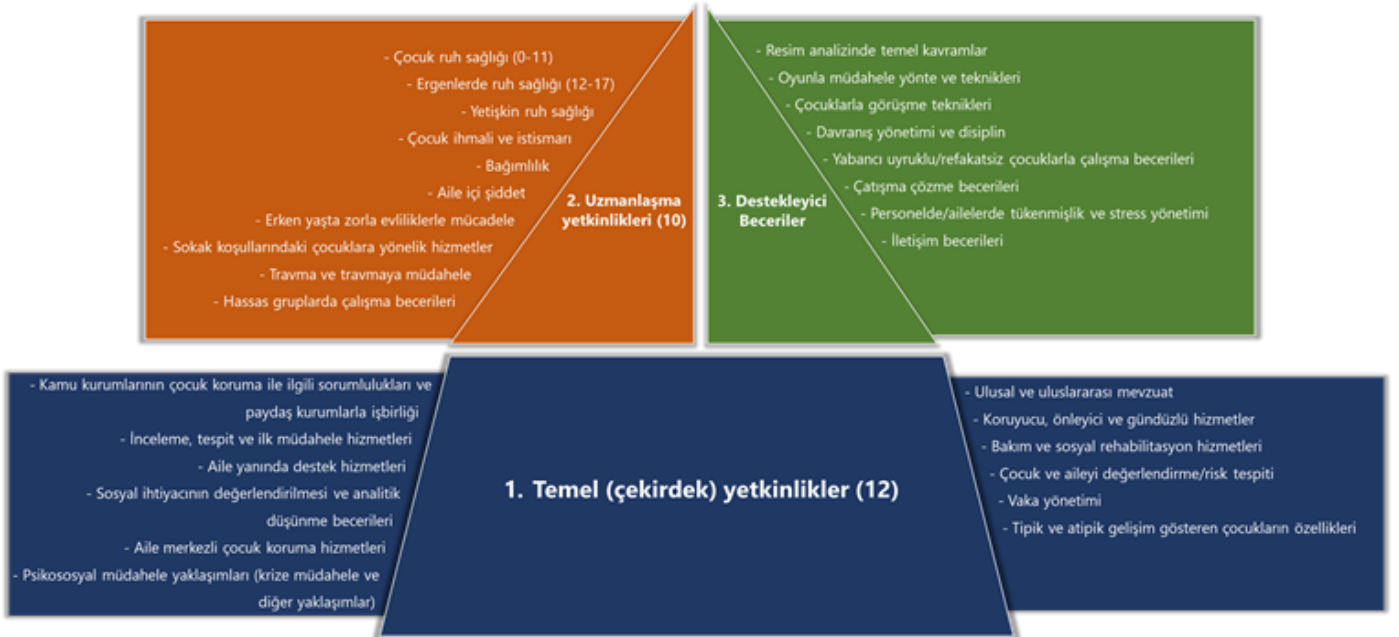 - Çocuk ruh sağlığı (0-11)
- Ergenlerde ruh sağlığı (12-17)
- Yetişkin ruh sağlığı
- Çocuk ihmali ve istismarı
- Bağımlılık
- Aile içi şiddet
- Erken yaşta zorla evliliklerle mücadele
- Sokak koşullarındaki çocuklara yönelik hizmetler
- Travma ve travmaya müdahele
- Hassas gruplarda çalışma becerileri
2. Uzmanlaşma
yetkinlikleri (10)
3. Destekleyici
Beceriler
- Resim analizinde temel kavramlar
- Oyunla müdahele yönte ve teknikleri
- Çocuklarla görüşme teknikleri
- Davranış yönetimi ve disiplin
- Yabancı uyruklu/refakatsiz çocuklarla çalışma becerileri
- Çatışma çözme becerileri
- Personelde/ailelerde tükenmişlik ve stress yönetimi
- İletişim becerileri
- Kamu kurumlarının çocuk koruma ile ilgili sorumlulukları ve
paydaş kurumlarla işbirliği
- İnceleme, tespit ve ilk müdahele hizmetleri
- Aile yanında destek hizmetleri
- Sosyal ihtiyacının değerlendirilmesi ve analitik
düşünme becerileri
- Aile merkezli çocuk koruma hizmetleri
- Psikososyal müdahele yaklaşımları (krize müdahele ve
diğer yaklaşımlar)
1. Temel (çekirdek) yetkinlikler (12)
- Ulusal ve uluslararası mevzuat
- Koruyucu, önleyici ve gündüzlü hizmetler
- Bakım ve sosyal rehabilitasyon hizmetleri
- Çocuk ve aileyi değerlendirme/risk tespiti
- Vaka yönetimi
- Tipik ve atipik gelişim gösteren çocukların özellikleri